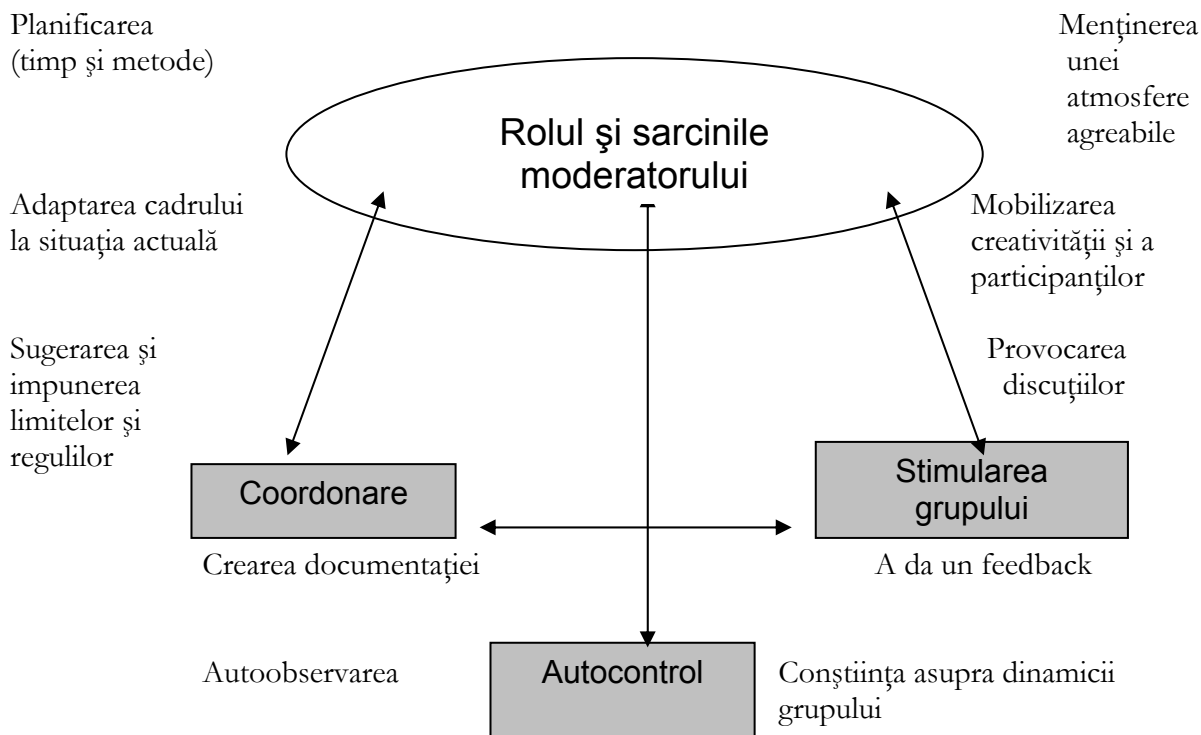 Planificarea
(timp şi metode)
Menţinerea
unei
atmosfere
agreabile
Rolul şi sarcinile
moderatorului
Adaptarea cadrului
la situaţia actuală
Mobilizarea
creativităţii şi a
participanţilor
Sugerarea şi
impunerea
limitelor şi
regulilor
Provocarea
discuţiilor
Coordonare
Stimularea
grupului
Crearea documentaţiei
A da un feedback
Autoobservarea
Autocontrol
Conştiinţa asupra dinamicii
grupului